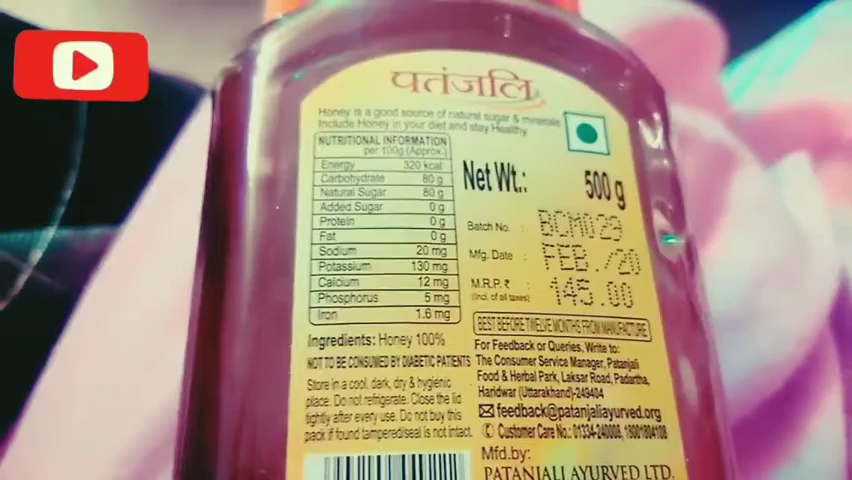 पतंजलि
Honey is a good source of natural sugar & minerals
Include Honey in your diet and stay Healthy
NUTRITIONAL INFORMATION
per 100g (Approx.)
Energy 320 kcal.
Carbohydrate 80 g
Natural Sugar 80 g
Added Sugar 0 g
Protein 0 g
Fat 0 g
Sodium 20 mg
Potassium 130 mg
Calcium 12 mg
Phosphorus 5 mg
Iron 1.6 mg
Ingredients: Honey 100%
NOT TO BE CONSUMED BY DIABETIC PATIENTS
Store in a cool, dark, dry & hygienic
place. Do not refrigerate. Close the lid
tightly after every use. Do not buy this
pack if found tampered/seal is not intact.
Net Wt.: 500 g
Batch No. : BCM029
Mfg. Date : FEB./20
M.R.P. ₹ : 145.00
(Incl. of all taxes)
BEST BEFORE TWELVE MONTHS FROM MANUFACTURE
For Feedback or Queries, Write to:
The Consumer Service Manager, Patanjali
Food & Herbal Park, Laksar Road, Padartha,
Haridwar (Uttarakhand)-249404
feedback@patanjaliayurved.org
Customer Care No.: 01334-240008, 18001804108
Mfd.by:
PATANJALI AYURVED LTD.